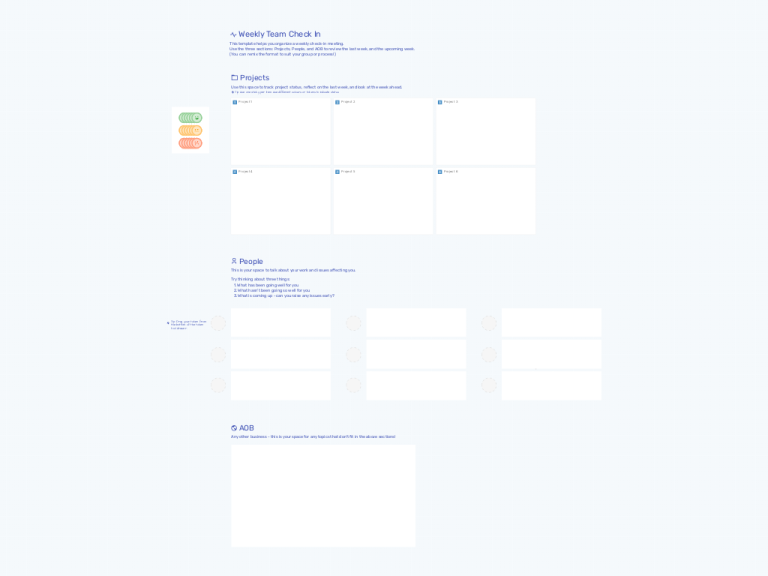 Weekly Team Check In
This template helps you organize a weekly check-in meeting.
Use the three sections: Projects, People, and AOB to review the last week, and the upcoming week.
(You can remix the format to suit your group or process!)
Projects
Use this space to track project status, reflect on the last week, and look at the week ahead.
Project 1
Project 2
Project 3
Project 4
Project 5
Project 6
People
This is your space to talk about your work and issues affecting you.
Try thinking about three things:
1. What has been going well for you
2. What hasn't been going so well for you
3. What's coming up - can you raise any issues early?
AOB
Any other business - this is your space for any topics that don't fit in the above sections!